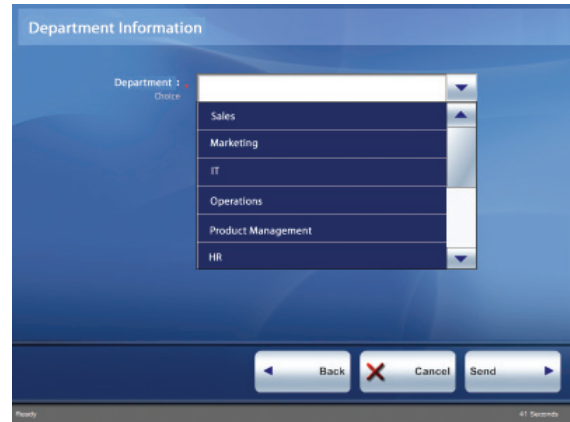 Department Information
Department : *
Choice
Sales
Marketing
IT
Operations
Product Management
HR
Back Cancel Send
Ready 41 Seconds